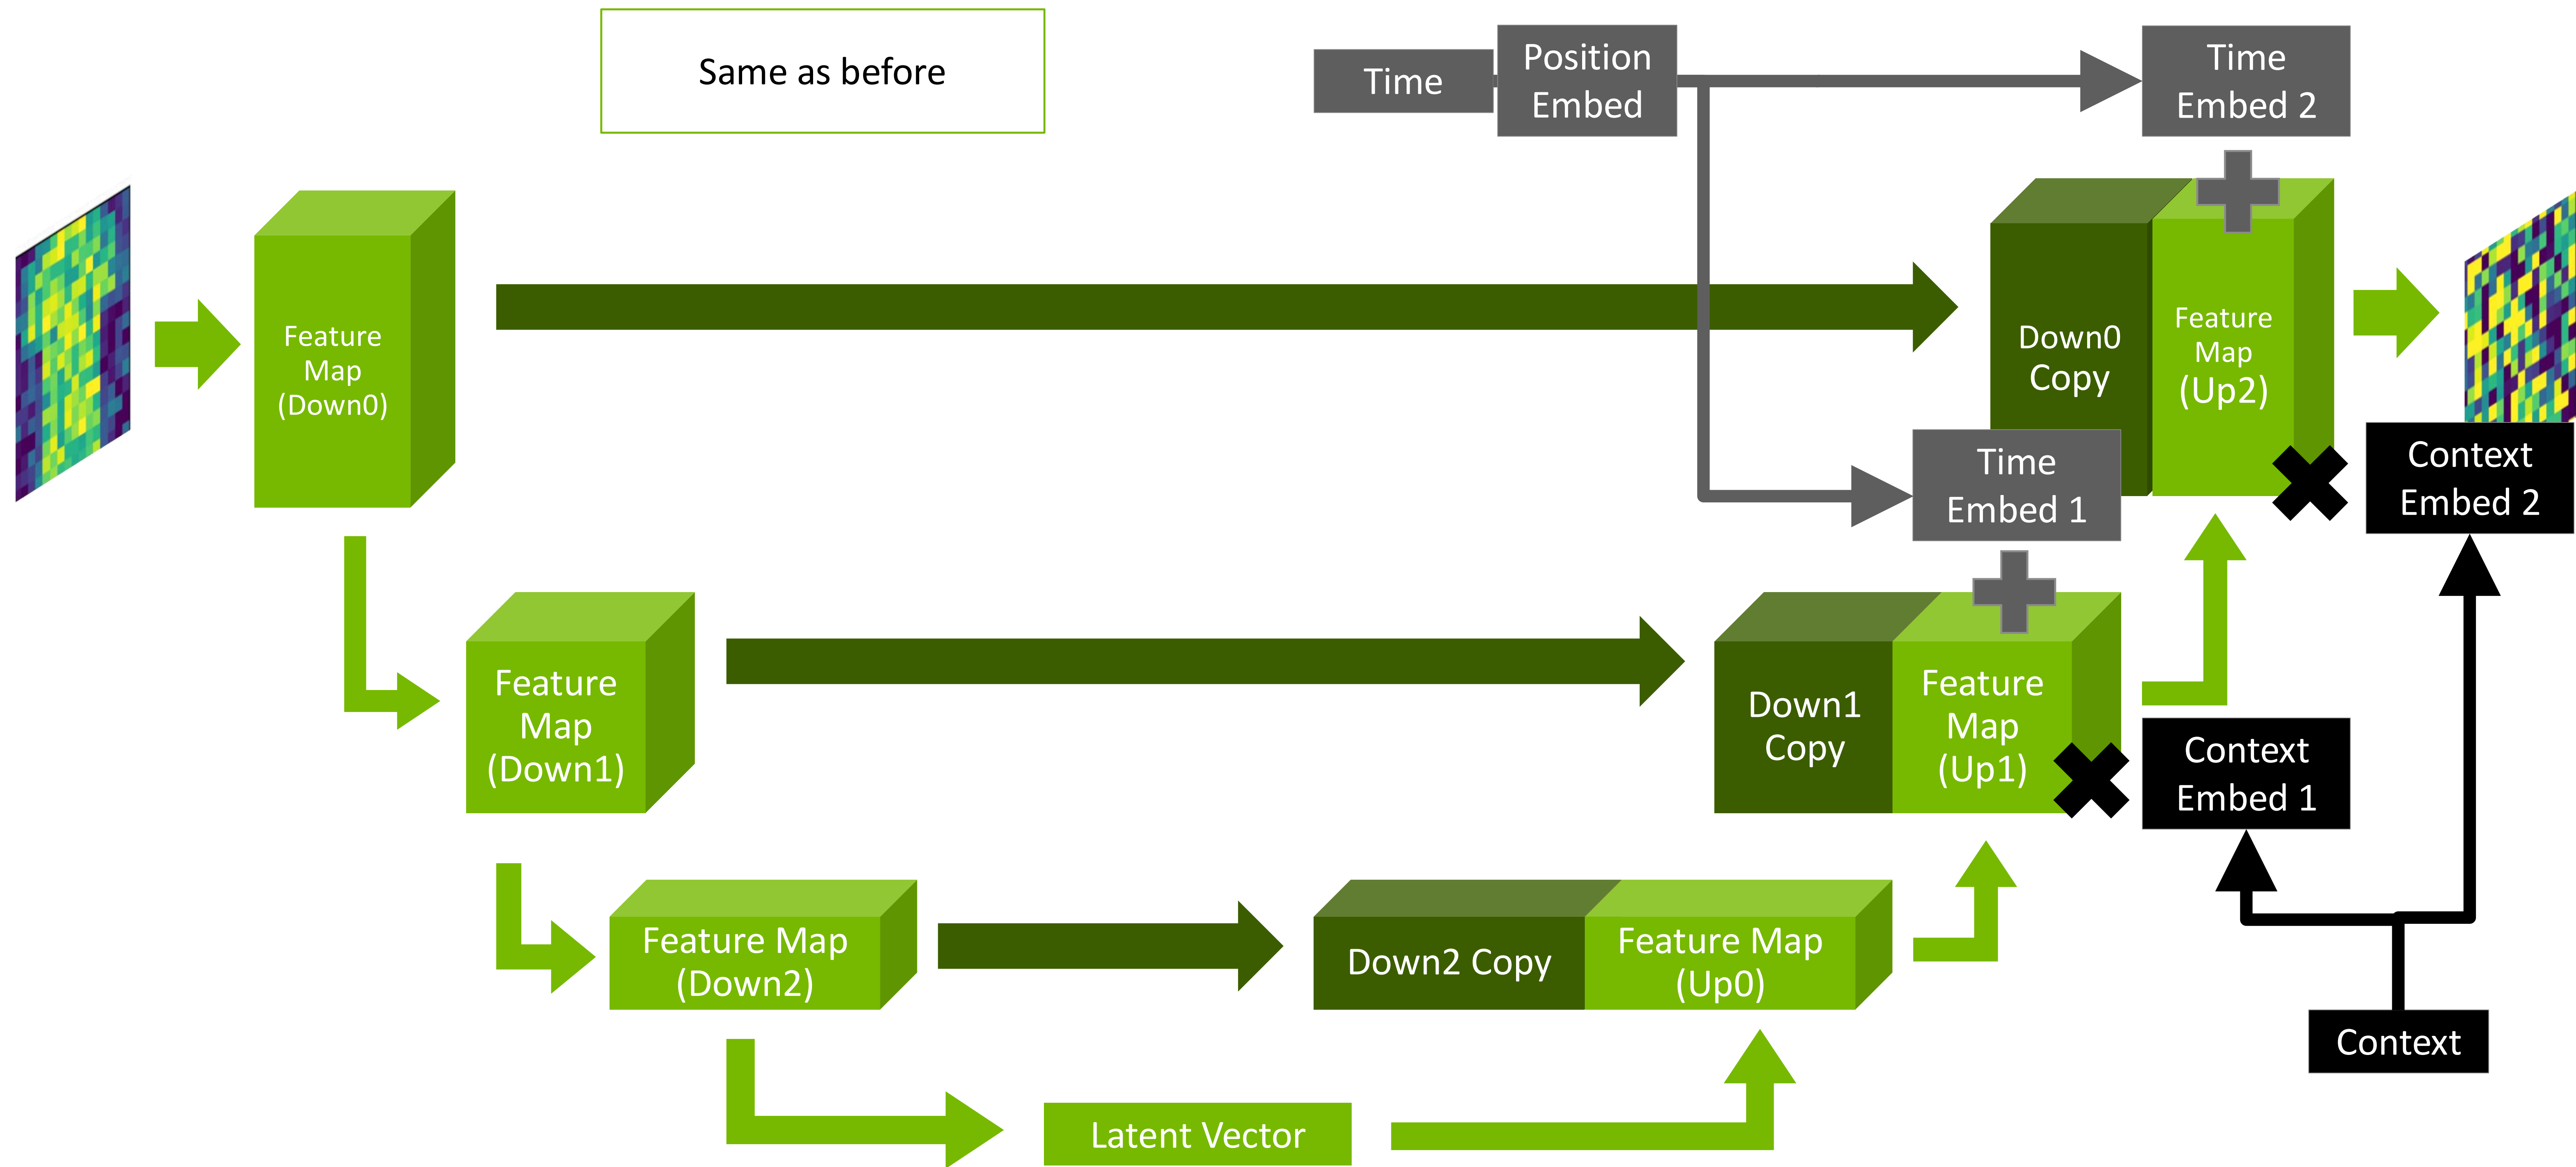 Same as before
Time
Position
Embed
Time
Embed 2
Feature
Map
(Down0)
Down0
Copy
Feature
Map
(Up2)
Time
Embed 1
Context
Embed 2
Feature
Map
(Down1)
Down1
Copy
Feature
Map
(Up1)
Context
Embed 1
Feature Map
(Down2)
Down2 Copy
Feature Map
(Up0)
Context
Latent Vector